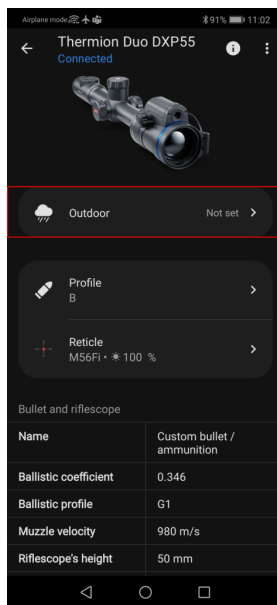 Airplane mode 91% 11:02
Thermion Duo DXP55
Connected
Outdoor Not set
Profile
B
Reticle
M56Fi • 100 %
Bullet and riflescope
Name Custom bullet /
ammunition
Ballistic coefficient 0.346
Ballistic profile G1
Muzzle velocity 980 m/s
Riflescope's height 50 mm